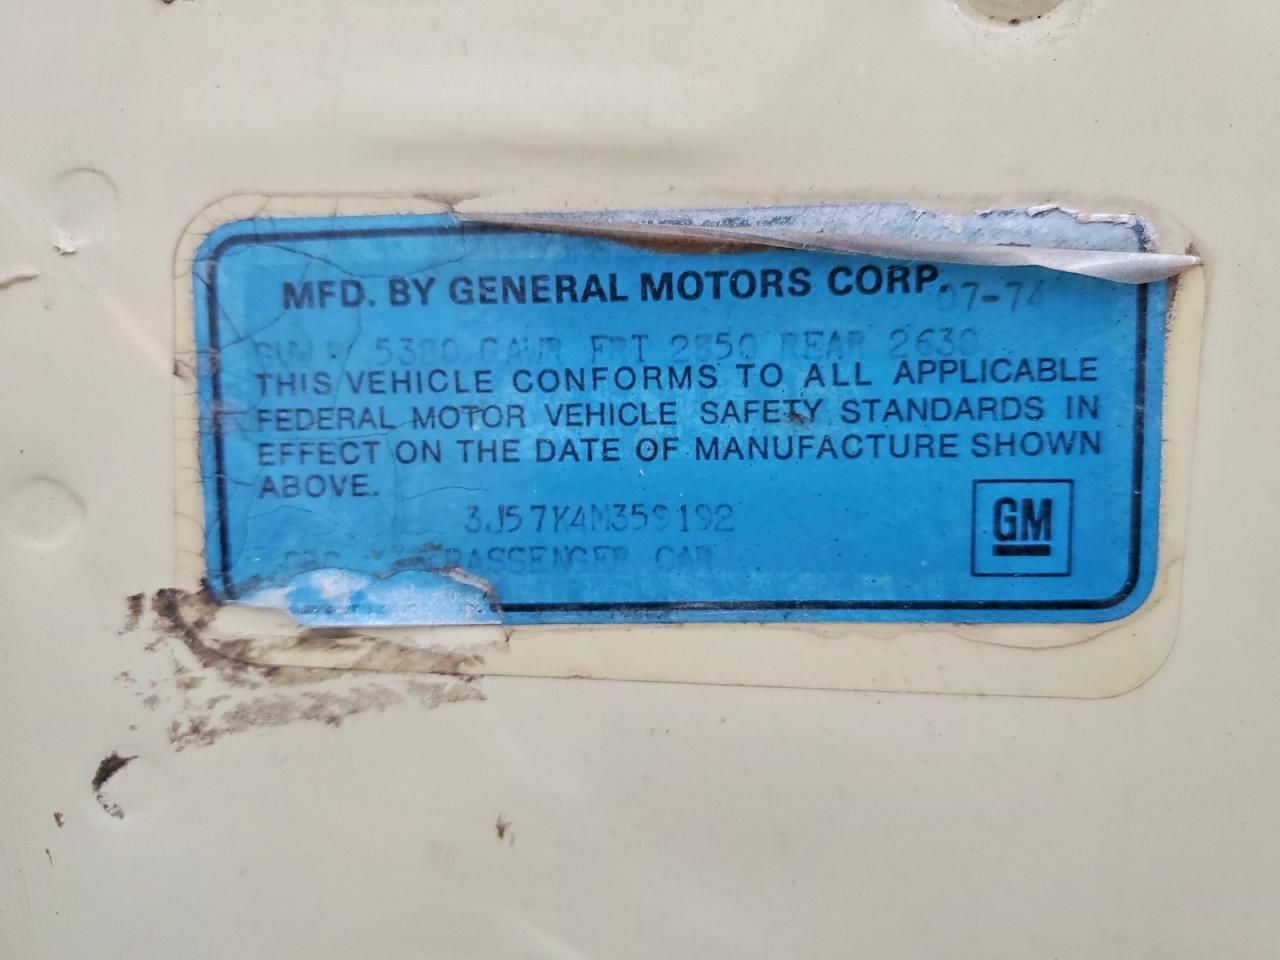 MFD. BY GENERAL MOTORS CORP. 07-74
GVWR 5380 GAWR FRT 2850 REAR 2630
THIS VEHICLE CONFORMS TO ALL APPLICABLE
FEDERAL MOTOR VEHICLE SAFETY STANDARDS IN
EFFECT ON THE DATE OF MANUFACTURE SHOWN
ABOVE.
3J57K4M359192
PASSENGER CAR
GM